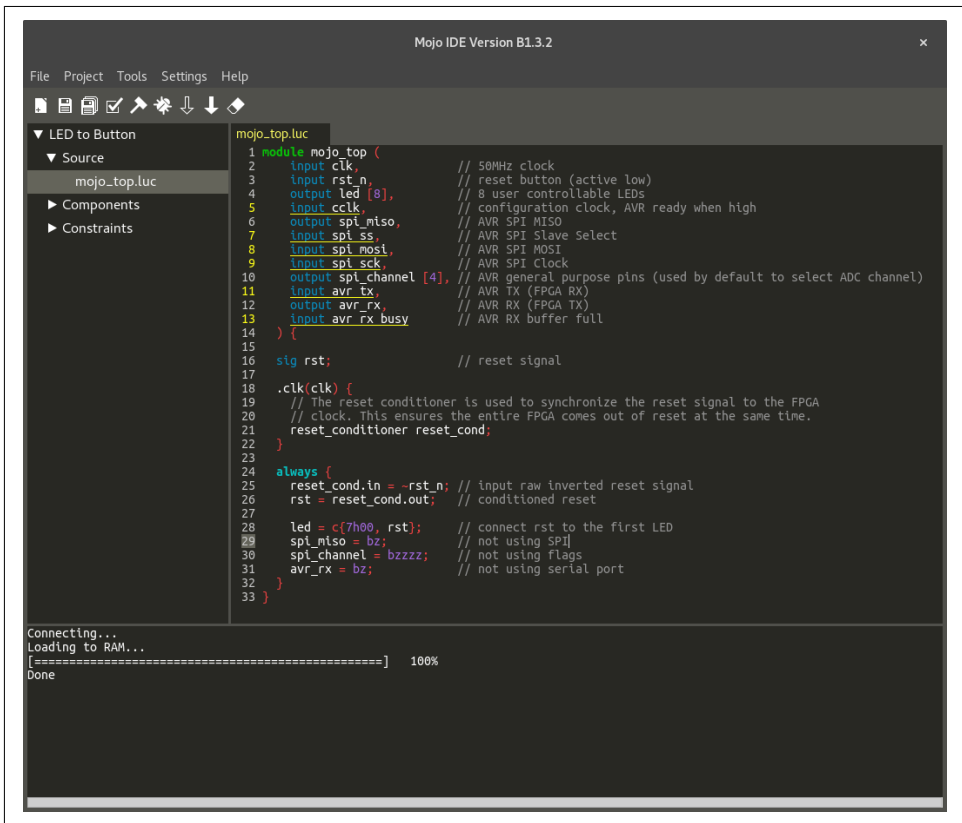 Mojo IDE Version B1.3.2 ×
File Project Tools Settings Help
▼ LED to Button
▼ Source
mojo_top.luc
▶ Components
▶ Constraints
mojo_top.luc
1 module mojo_top (
2 input clk, // 50MHz clock
3 input rst_n, // reset button (active low)
4 output led [8], // 8 user controllable LEDs
5 input cclk, // configuration clock, AVR ready when high
6 output spi_miso, // AVR SPI MISO
7 input spi_ss, // AVR SPI Slave Select
8 input spi_mosi, // AVR SPI MOSI
9 input spi_sck, // AVR SPI Clock
10 output spi_channel [4], // AVR general purpose pins (used by default to select ADC channel)
11 input avr_tx, // AVR TX (FPGA RX)
12 output avr_rx, // AVR RX (FPGA TX)
13 input avr_rx_busy // AVR RX buffer full
14 ) {
15
16 sig rst; // reset signal
17
18 .clk(clk) {
19 // The reset conditioner is used to synchronize the reset signal to the FPGA
20 // clock. This ensures the entire FPGA comes out of reset at the same time.
21 reset_conditioner reset_cond;
22 }
23
24 always {
25 reset_cond.in = ~rst_n; // input raw inverted reset signal
26 rst = reset_cond.out; // conditioned reset
27
28 led = c{7h00, rst}; // connect rst to the first LED
29 spi_miso = bz; // not using SPI
30 spi_channel = bzzzz; // not using flags
31 avr_rx = bz; // not using serial port
32 }
33 }
Connecting...
Loading to RAM...
[==================================================] 100%
Done